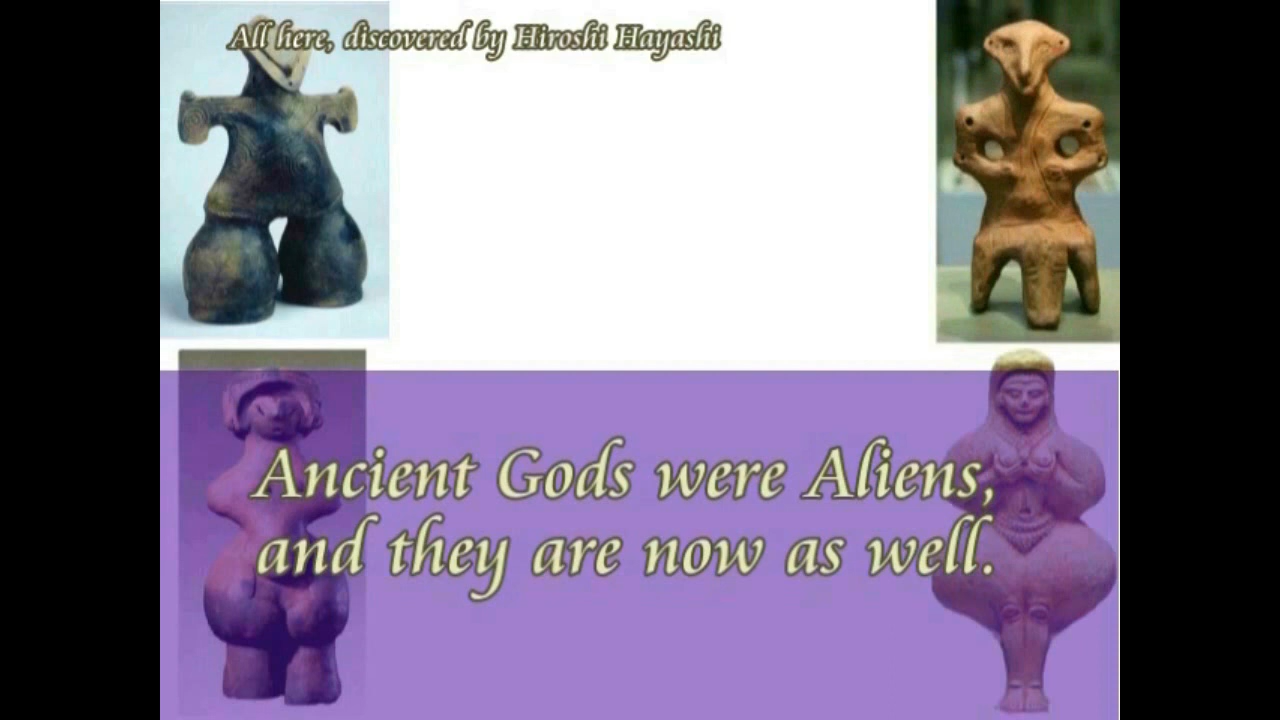 All here, discovered by Hiroshi Hayashi
Ancient Gods were Aliens,
and they are now as well.